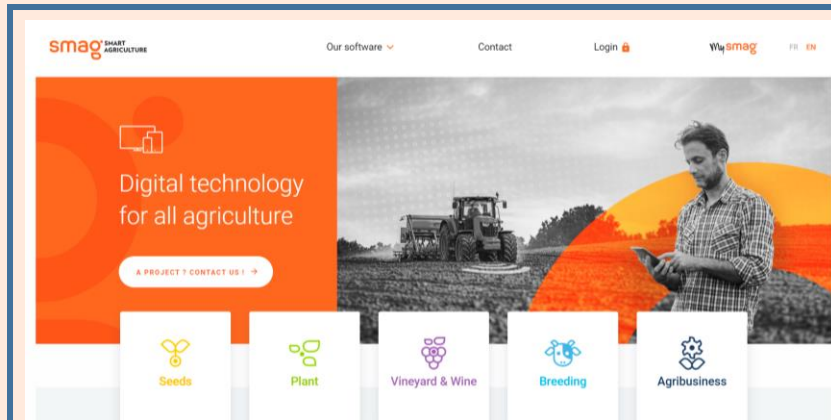 smag SMART
AGRICULTURE
Our software
Contact
Login
My smag
FR EN
Digital technology
for all agriculture
A PROJECT ? CONTACT US ! →
Seeds
Plant
Vineyard & Wine
Breeding
Agribusiness